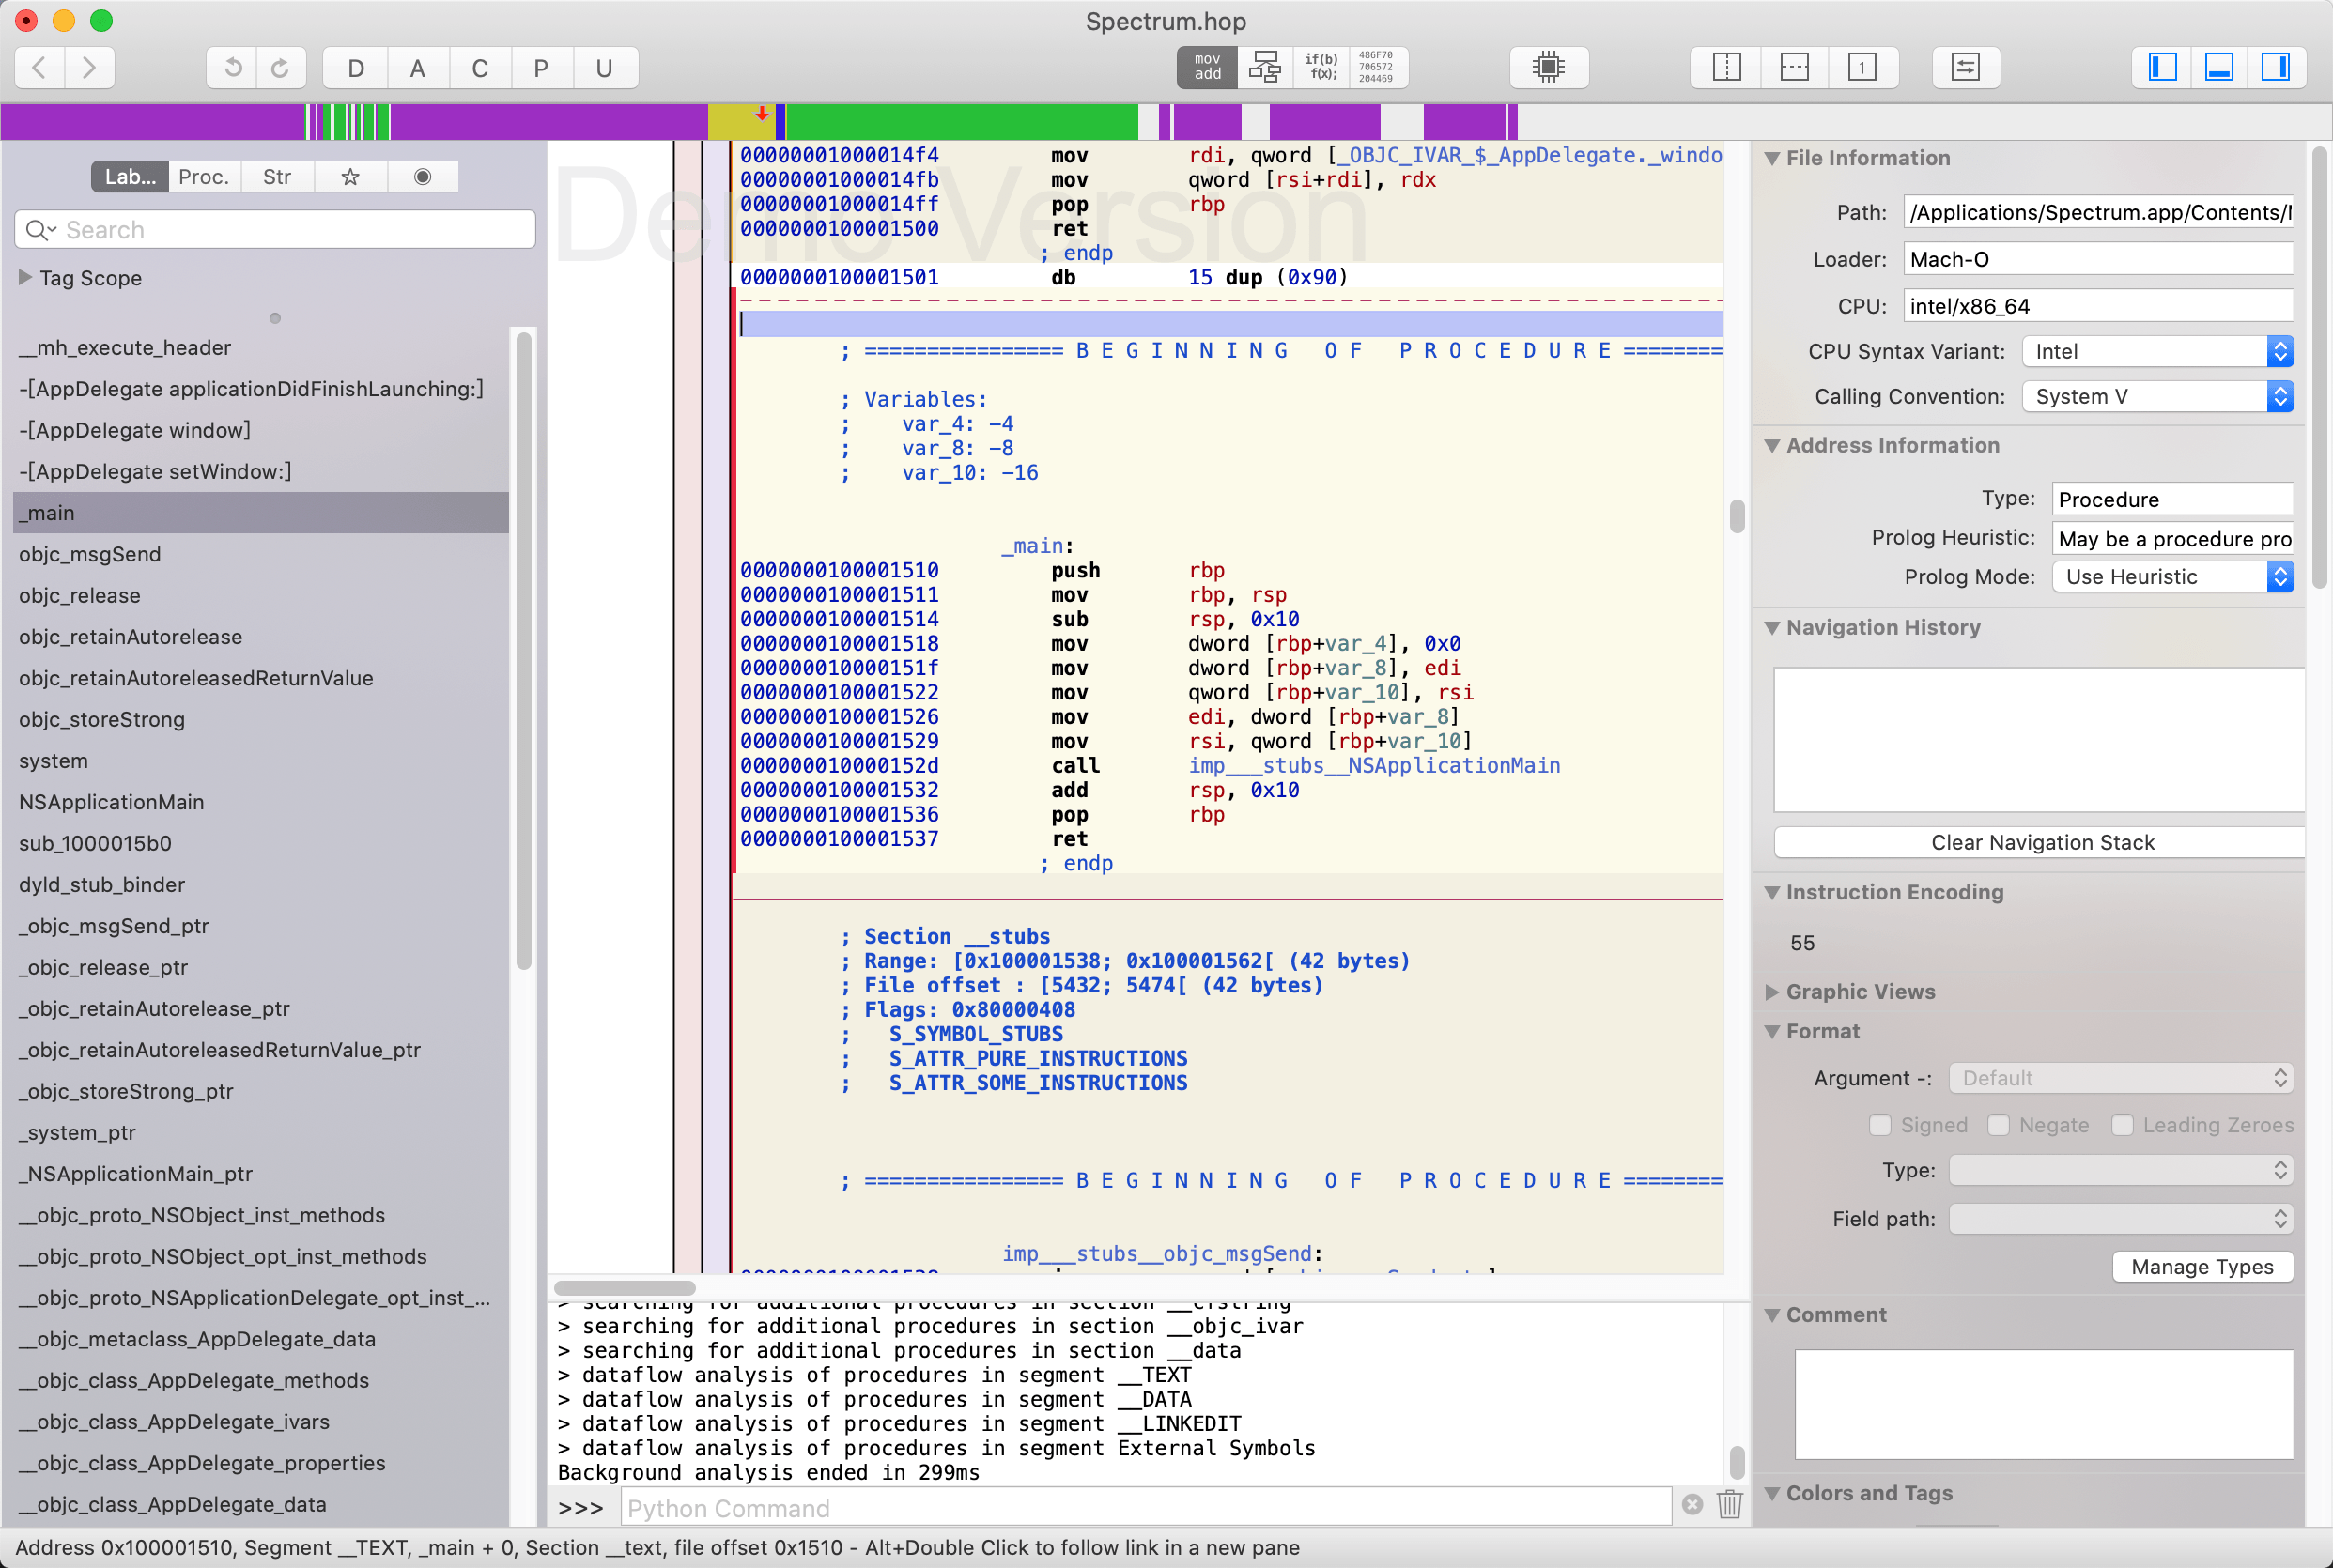 Spectrum.hop
D A C P U
mov
add
if(b)
f(x);
486F70
706572
204469
1
Lab... Proc. Str
Search
Tag Scope
__mh_execute_header
-[AppDelegate applicationDidFinishLaunching:]
-[AppDelegate window]
-[AppDelegate setWindow:]
_main
objc_msgSend
objc_release
objc_retainAutorelease
objc_retainAutoreleasedReturnValue
objc_storeStrong
system
NSApplicationMain
sub_1000015b0
dyld_stub_binder
_objc_msgSend_ptr
_objc_release_ptr
_objc_retainAutorelease_ptr
_objc_retainAutoreleasedReturnValue_ptr
_objc_storeStrong_ptr
_system_ptr
_NSApplicationMain_ptr
__objc_proto_NSObject_inst_methods
__objc_proto_NSObject_opt_inst_methods
__objc_proto_NSApplicationDelegate_opt_inst_...
__objc_metaclass_AppDelegate_data
__objc_class_AppDelegate_methods
__objc_class_AppDelegate_ivars
__objc_class_AppDelegate_properties
__objc_class_AppDelegate_data
Demo Version
00000001000014f4 mov rdi, qword [_OBJC_IVAR_$_AppDelegate._windo
00000001000014fb mov qword [rsi+rdi], rdx
00000001000014ff pop rbp
0000000100001500 ret
; endp
0000000100001501 db 15 dup (0x90)
; ================ B E G I N N I N G   O F   P R O C E D U R E ========
; Variables:
;    var_4: -4
;    var_8: -8
;    var_10: -16
_main:
0000000100001510 push rbp
0000000100001511 mov rbp, rsp
0000000100001514 sub rsp, 0x10
0000000100001518 mov dword [rbp+var_4], 0x0
000000010000151f mov dword [rbp+var_8], edi
0000000100001522 mov qword [rbp+var_10], rsi
0000000100001526 mov edi, dword [rbp+var_8]
0000000100001529 mov rsi, qword [rbp+var_10]
000000010000152d call imp___stubs__NSApplicationMain
0000000100001532 add rsp, 0x10
0000000100001536 pop rbp
0000000100001537 ret
; endp
; Section __stubs
; Range: [0x100001538; 0x100001562[ (42 bytes)
; File offset : [5432; 5474[ (42 bytes)
; Flags: 0x80000408
;   S_SYMBOL_STUBS
;   S_ATTR_PURE_INSTRUCTIONS
;   S_ATTR_SOME_INSTRUCTIONS
; ================ B E G I N N I N G   O F   P R O C E D U R E ========
imp___stubs__objc_msgSend:
> searching for additional procedures in section __cfstring
> searching for additional procedures in section __objc_ivar
> searching for additional procedures in section __data
> dataflow analysis of procedures in segment __TEXT
> dataflow analysis of procedures in segment __DATA
> dataflow analysis of procedures in segment __LINKEDIT
> dataflow analysis of procedures in segment External Symbols
Background analysis ended in 299ms
>>> Python Command
File Information
Path: /Applications/Spectrum.app/Contents/
Loader: Mach-O
CPU: intel/x86_64
CPU Syntax Variant: Intel
Calling Convention: System V
Address Information
Type: Procedure
Prolog Heuristic: May be a procedure pro
Prolog Mode: Use Heuristic
Navigation History
Clear Navigation Stack
Instruction Encoding
55
Graphic Views
Format
Argument -: Default
Signed Negate Leading Zeroes
Type:
Field path:
Manage Types
Comment
Colors and Tags
Address 0x100001510, Segment __TEXT, _main + 0, Section __text, file offset 0x1510 - Alt+Double Click to follow link in a new pane